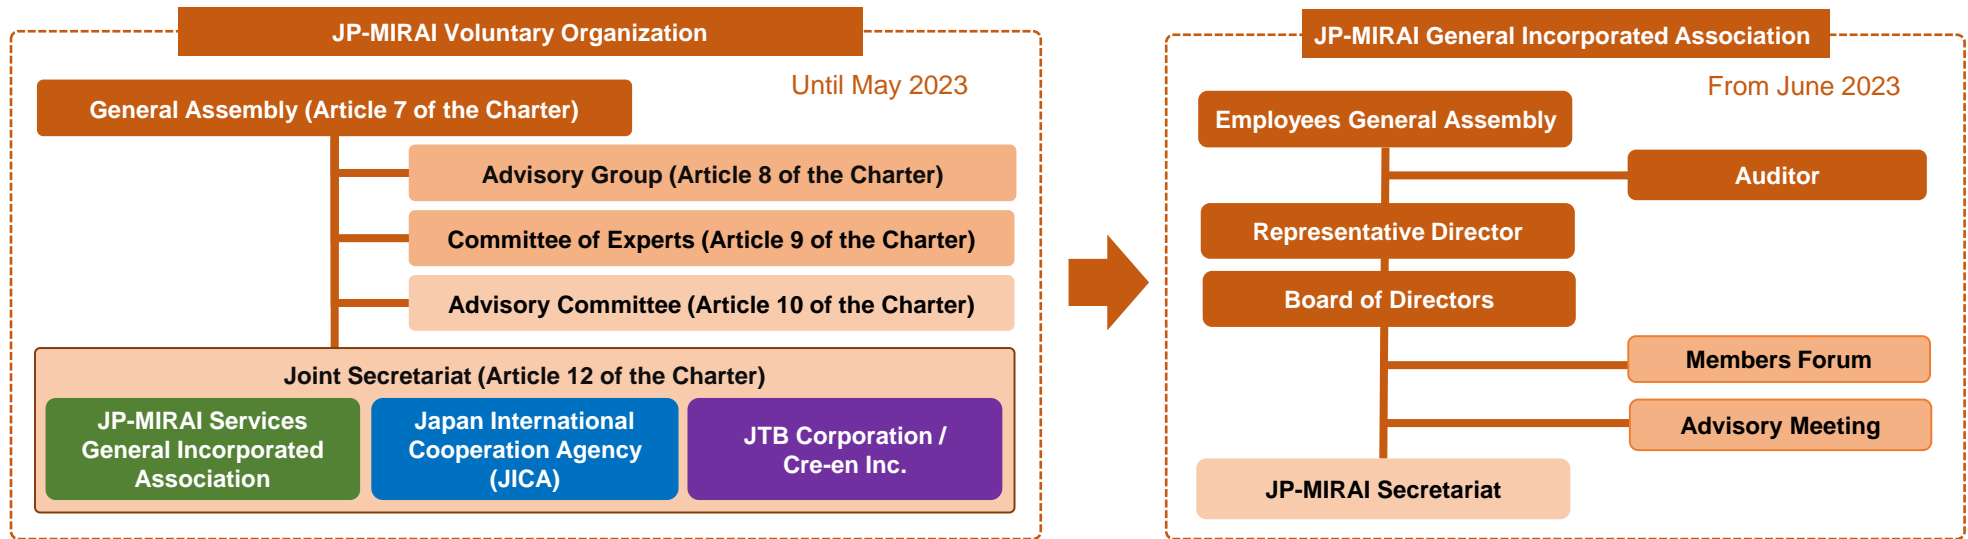 JP-MIRAI Voluntary Organization
Until May 2023
General Assembly (Article 7 of the Charter)
Advisory Group (Article 8 of the Charter)
Committee of Experts (Article 9 of the Charter)
Advisory Committee (Article 10 of the Charter)
Joint Secretariat (Article 12 of the Charter)
JP-MIRAI Services
General Incorporated
Association
Japan International
Cooperation Agency
(JICA)
JTB Corporation /
Cre-en Inc.
JP-MIRAI General Incorporated Association
From June 2023
Employees General Assembly
Auditor
Representative Director
Board of Directors
Members Forum
Advisory Meeting
JP-MIRAI Secretariat